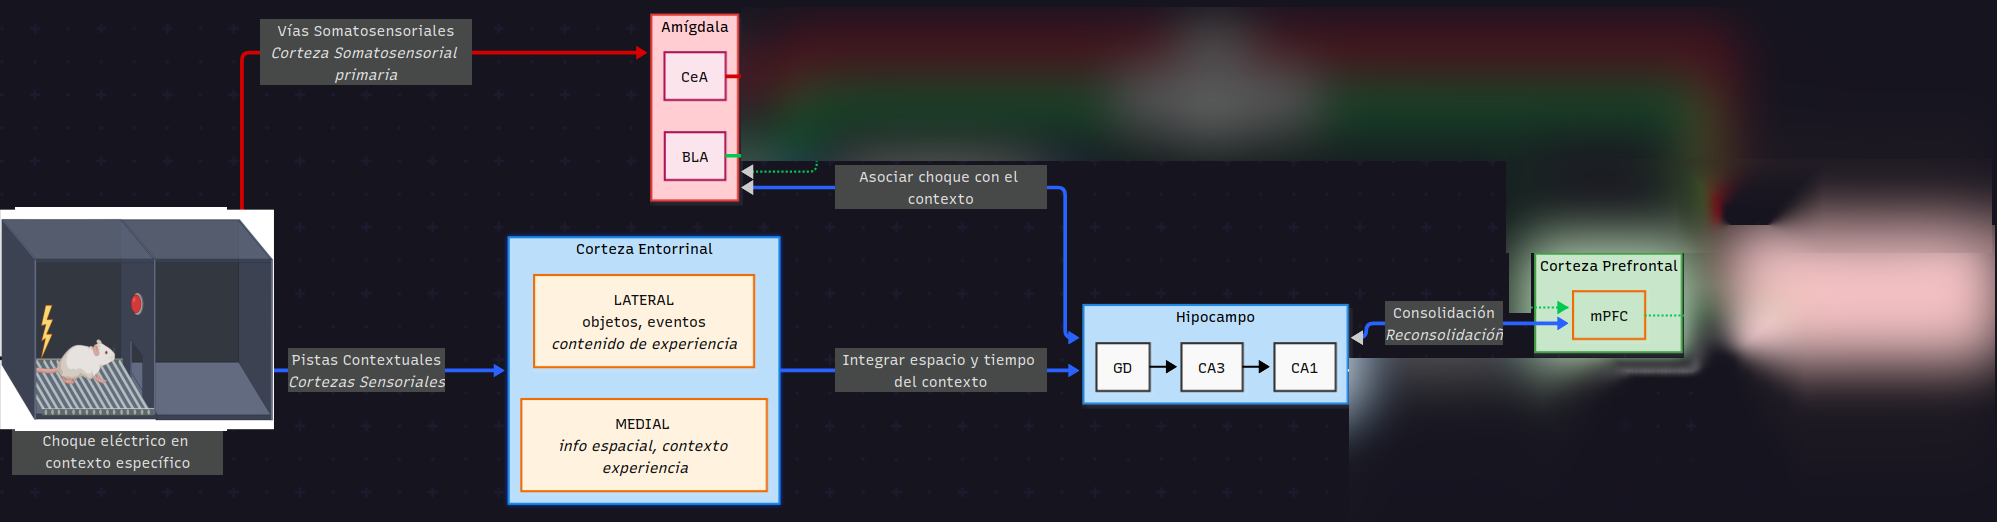 Vías Somatosensoriales
Corteza Somatosensorial
primaria
Amígdala
CeA
BLA
Asociar choque con el
contexto
Choque eléctrico en
contexto específico
Pistas Contextuales
Cortezas Sensoriales
Corteza Entorrinal
LATERAL
objetos, eventos
contenido de experiencia
MEDIAL
info espacial, contexto
experiencia
Integrar espacio y tiempo
del contexto
Hipocampo
GD
CA3
CA1
Consolidación
Reconsolidación
Corteza Prefrontal
mPFC